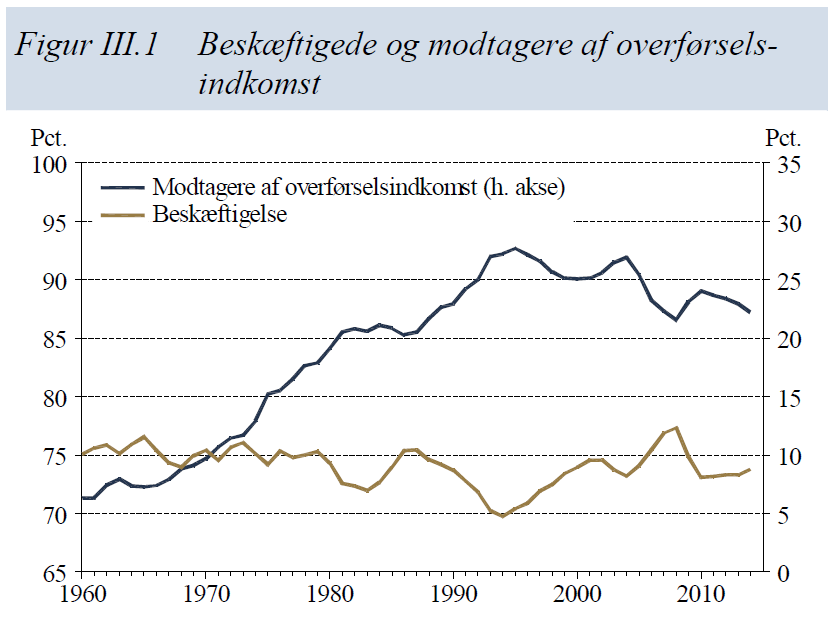 Figur III.1 Beskæftigede og modtagere af overførsels-
indkomst
Pct. Pct.
100 35
Modtagere af overførselsindkomst (h. akse)
Beskæftigelse
95 30
90 25
85 20
80 15
75 10
70 5
65 0
1960 1970 1980 1990 2000 2010